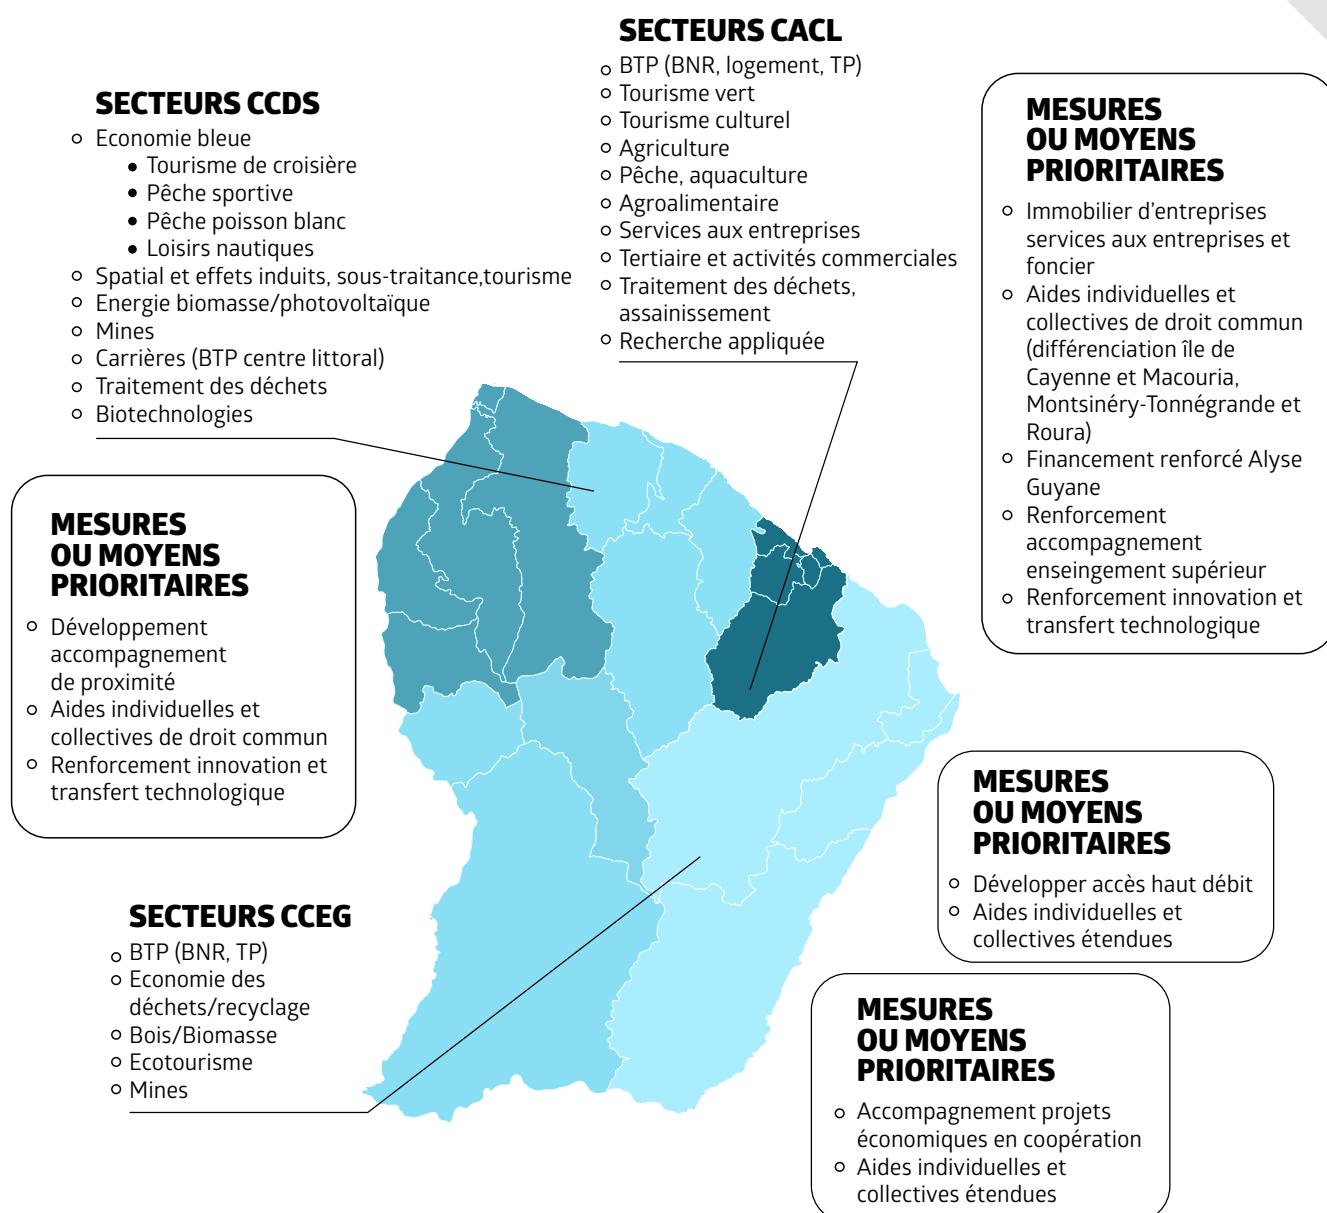 SECTEURS CCDS
Economie bleue
Tourisme de croisière
Pêche sportive
Pêche poisson blanc
Loisirs nautiques
Spatial et effets induits, sous-traitance,tourisme
Energie biomasse/photovoltaïque
Mines
Carrières (BTP centre littoral)
Traitement des déchets
Biotechnologies
SECTEURS CACL
BTP (BNR, logement, TP)
Tourisme vert
Tourisme culturel
Agriculture
Pêche, aquaculture
Agroalimentaire
Services aux entreprises
Tertiaire et activités commerciales
Traitement des déchets,
assainissement
Recherche appliquée
MESURES
OU MOYENS
PRIORITAIRES
Immobilier d'entreprises
services aux entreprises et
foncier
Aides individuelles et
collectives de droit commun
(différenciation île de
Cayenne et Macouria,
Montsinéry-Tonnégrande et
Roura)
Financement renforcé Alyse
Guyane
Renforcement
accompagnement
enseingement supérieur
Renforcement innovation et
transfert technologique
MESURES
OU MOYENS
PRIORITAIRES
Développement
accompagnement
de proximité
Aides individuelles et
collectives de droit commun
Renforcement innovation et
transfert technologique
SECTEURS CCEG
BTP (BNR, TP)
Economie des
déchets/recyclage
Bois/Biomasse
Ecotourisme
Mines
MESURES
OU MOYENS
PRIORITAIRES
Développer accès haut débit
Aides individuelles et
collectives étendues
MESURES
OU MOYENS
PRIORITAIRES
Accompagnement projets
économiques en coopération
Aides individuelles et
collectives étendues